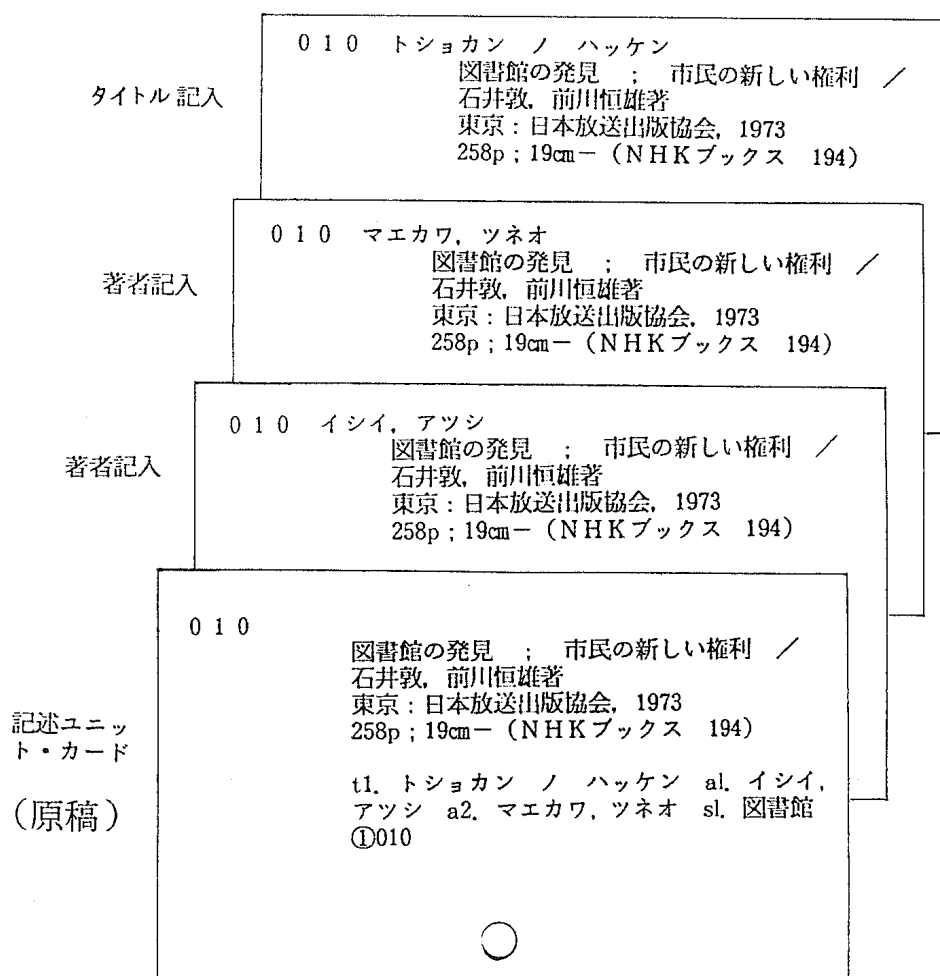 タイトル記入
010 トショカン ノ ハッケン
図書館の発見 ; 市民の新しい権利 /
石井敦, 前川恒雄著
東京:日本放送出版協会, 1973
258p ; 19㎝— (NHKブックス 194)
著者記入
010 マエカワ, ツネオ
図書館の発見 ; 市民の新しい権利 /
石井敦, 前川恒雄著
東京:日本放送出版協会, 1973
258p ; 19㎝— (NHKブックス 194)
著者記入
010 イシイ, アツシ
図書館の発見 ; 市民の新しい権利 /
石井敦, 前川恒雄著
東京:日本放送出版協会, 1973
258p ; 19㎝— (NHKブックス 194)
記述ユニッ
ト・カード
(原稿)
010
図書館の発見 ; 市民の新しい権利 /
石井敦, 前川恒雄著
東京:日本放送出版協会, 1973
258p ; 19㎝— (NHKブックス 194)
t1. トショカン ノ ハッケン a1. イシイ,
アツシ a2. マエカワ, ツネオ s1. 図書館
①010